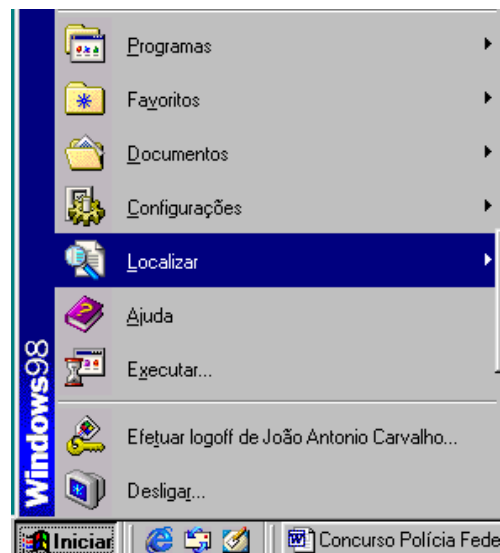 Programas
Favoritos
Documentos
Configurações
Localizar
Ajuda
Executar...
Efetuar logoff de João Antonio Carvalho...
Desligar...
Windows98
Iniciar
Concurso Polícia Fede